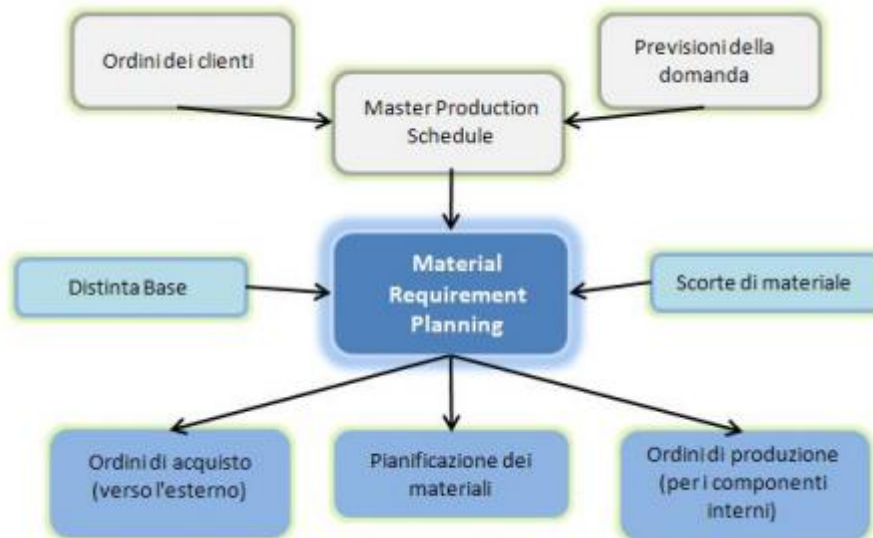 Ordini dei clienti
Previsioni della
domanda
Master Production
Schedule
Distinta Base
Material
Requirement
Planning
Scorte di materiale
Ordini di acquisto
(verso l'esterno)
Pianificazione dei
materiali
Ordini di produzione
(per i componenti
interni)